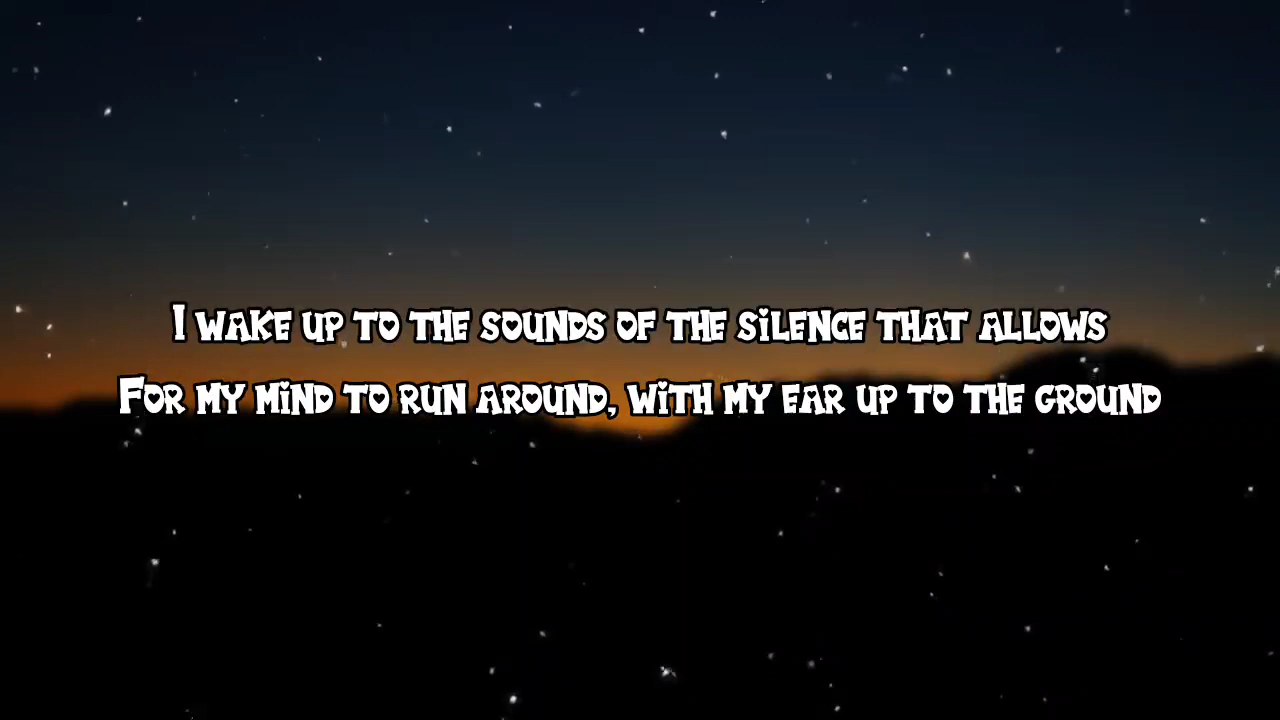 I wake up to the sounds of the silence that allows
For my mind to run around, with my ear up to the ground